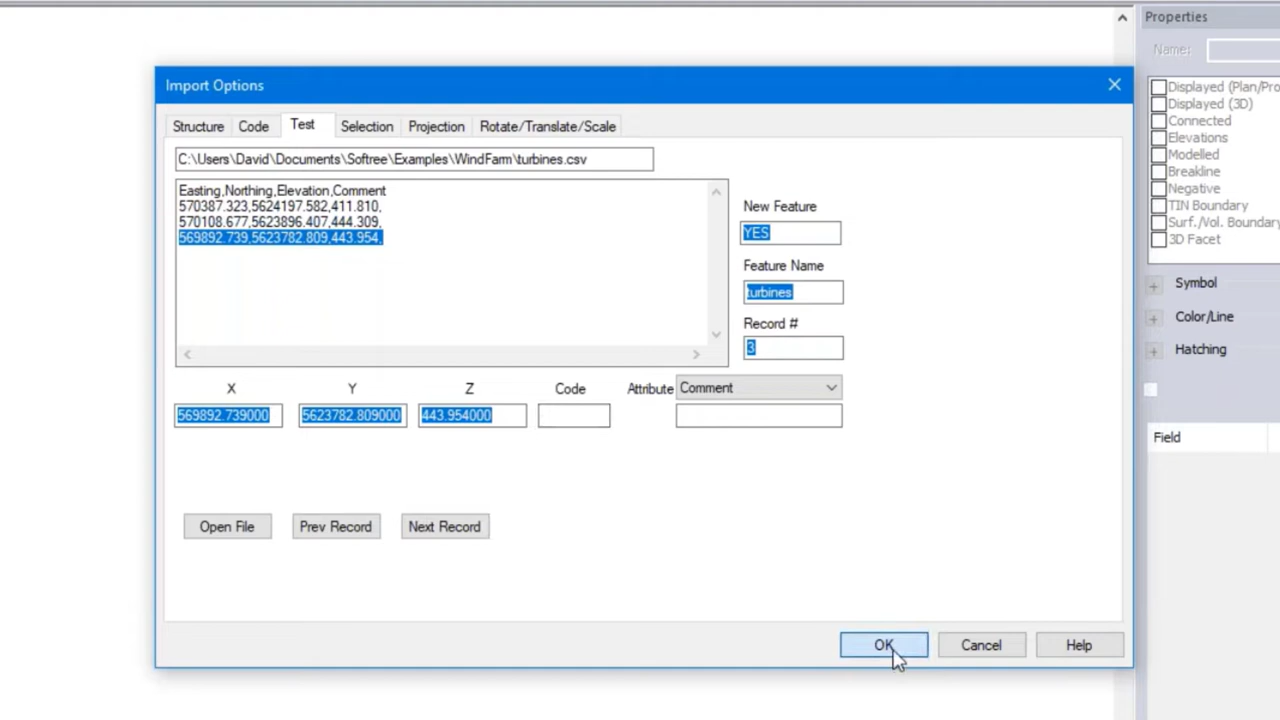 Properties
Name:
Import Options
Structure Code Test Selection Projection Rotate/Translate/Scale
C:\Users\David\Documents\Softree\Examples\WindFarm\turbines.csv
Easting,Northing,Elevation,Comment
570387.323,5624197.582,411.810,
570108.677,5623896.407,444.309,
569892.739,5623782.809,443.954,
New Feature
YES
Feature Name
turbines
Record #
3
X Y Z Code Attribute Comment
569892.739000 5623782.809000 443.954000
Open File Prev Record Next Record
OK Cancel Help
Displayed (Plan/Pro
Displayed (3D)
Connected
Elevations
Modelled
Breakline
Negative
TIN Boundary
Surf./Vol. Boundary
3D Facet
Symbol
Color/Line
Hatching
Field